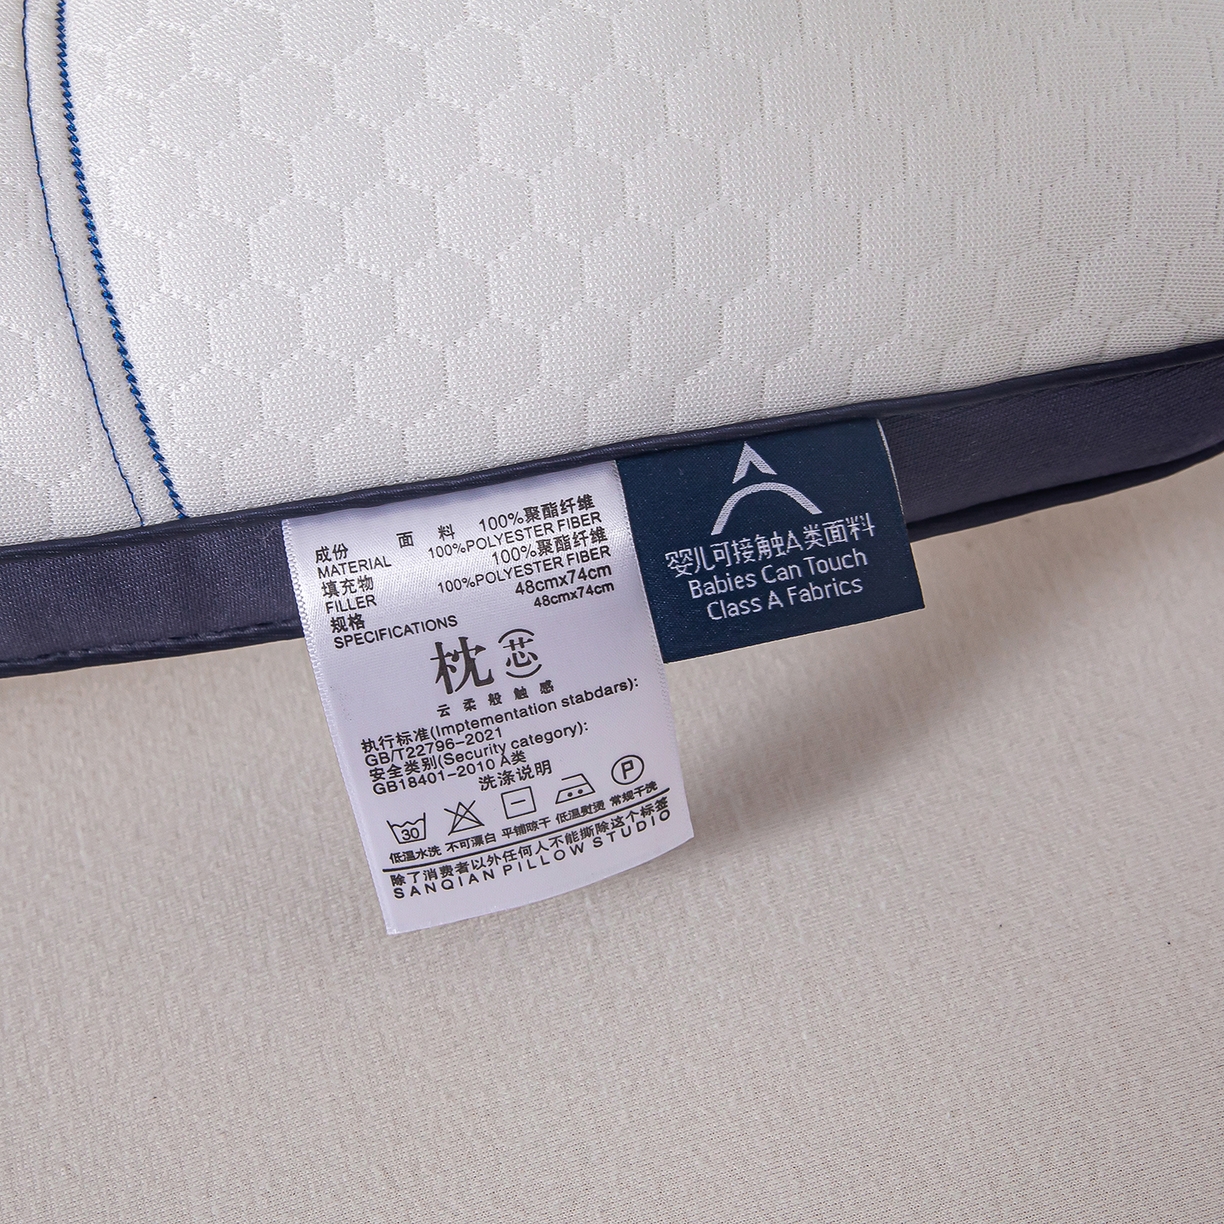 成份 面 料 100%聚酯纤维
MATERIAL 100%POLYESTER FIBER
填充物 100%聚酯纤维
FILLER 100%POLYESTER FIBER
规格 48cmx74cm
SPECIFICATIONS 48cmx74cm
枕芯
云柔般触感
执行标准(Imptementation stabdars):
GB/T22796-2021
安全类别(Security category):
GB18401-2010 A类
洗涤说明
30 P
低温水洗 不可漂白 平铺晾干 低温熨烫 常规干洗
除了消费者以外任何人不能撕除这个标签
SANQIAN PILLOW STUDIO
婴儿可接触A类面料
Babies Can Touch
Class A Fabrics